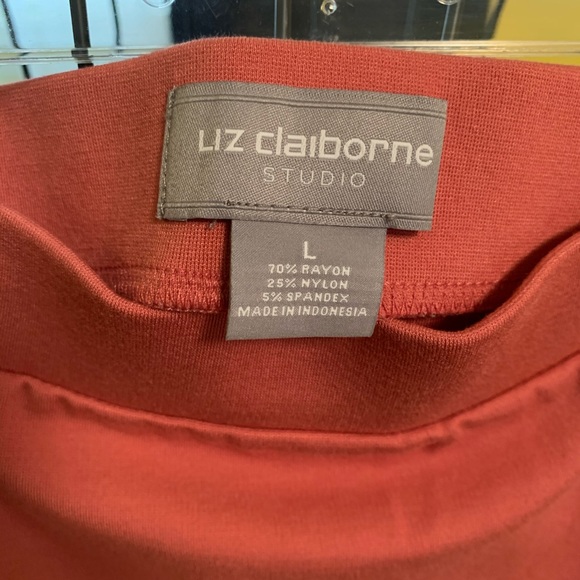 LIZ claiborne
STUDIO
L
70% RAYON
25% NYLON
5% SPANDEX
MADE IN INDONESIA